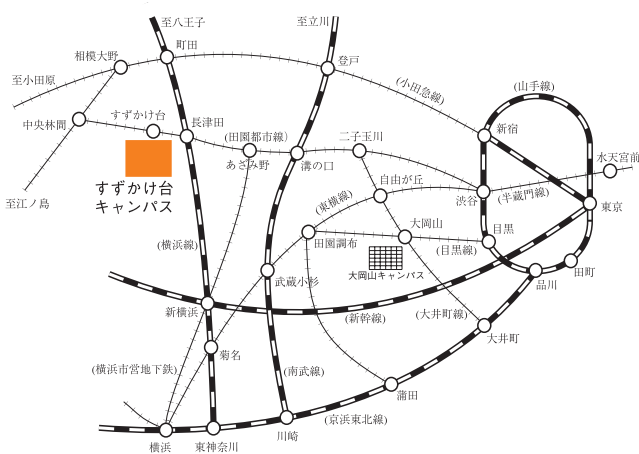 至八王子
至立川
町田
相模大野
登戸
至小田原
(小田急線)
(山手線)
すずかけ台
中央林間
長津田
(田園都市線)
二子玉川
新宿
あざみ野
溝の口
水天宮前
すずかけ台
キャンパス
自由が丘
渋谷
(半蔵門線)
至江ノ島
(東横線)
東京
大岡山
目黒
田園調布
(目黒線)
(横浜線)
大岡山キャンパス
武蔵小杉
品川
田町
新横浜
(新幹線)
(大井町線)
大井町
菊名
(横浜市営地下鉄)
(南武線)
蒲田
(京浜東北線)
横浜
東神奈川
川崎